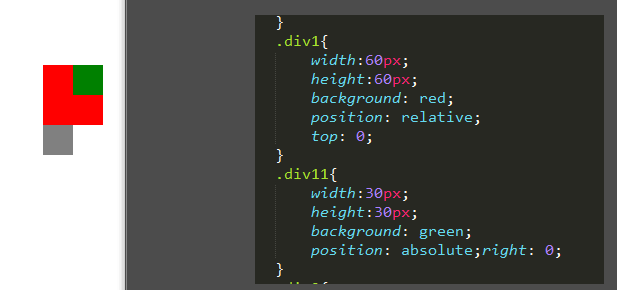 }
.div1{
width:60px;
height:60px;
background: red;
position: relative;
top: 0;
}
.div11{
width:30px;
height:30px;
background: green;
position: absolute;right: 0;
}